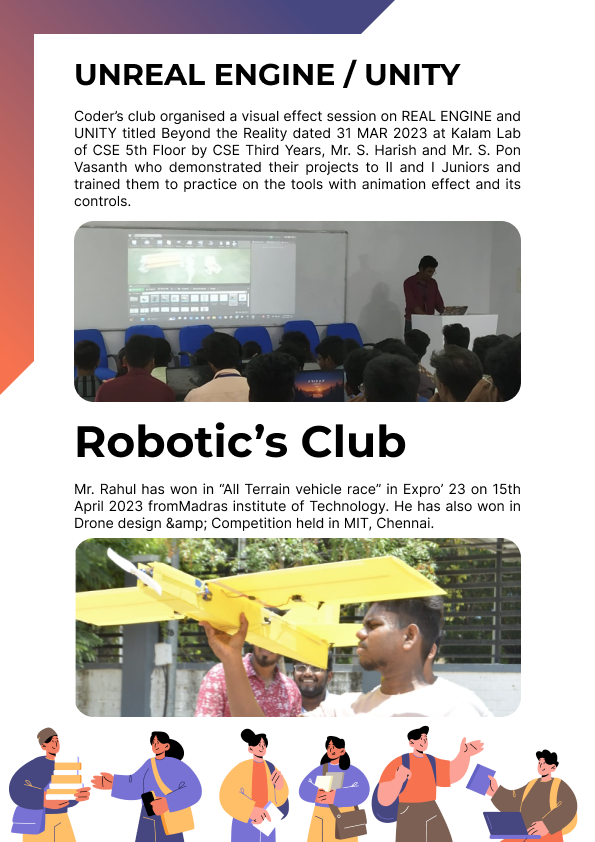 UNREAL ENGINE / UNITY
Coder’s club organised a visual effect session on REAL ENGINE and
UNITY titled Beyond the Reality dated 31 MAR 2023 at Kalam Lab
of CSE 5th Floor by CSE Third Years, Mr. S. Harish and Mr. S. Pon
Vasanth who demonstrated their projects to II and I Juniors and
trained them to practice on the tools with animation effect and its
controls.
Robotic’s Club
Mr. Rahul has won in “All Terrain vehicle race” in Expro’ 23 on 15th
April 2023 fromMadras institute of Technology. He has also won in
Drone design &amp; Competition held in MIT, Chennai.